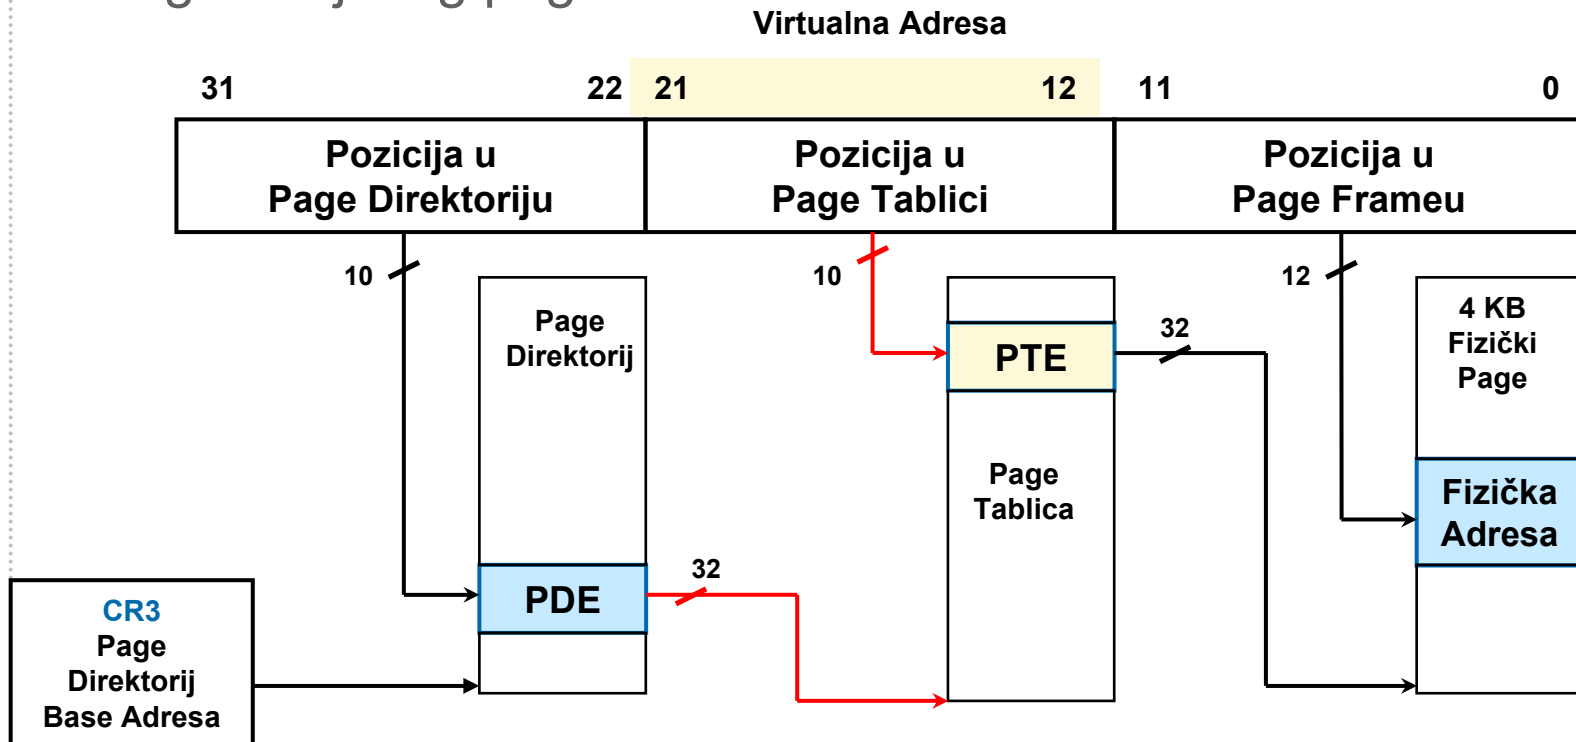 Virtualna Adresa
31 22 21 12 11 0
Pozicija u
Page Direktoriju
Pozicija u
Page Tablici
Pozicija u
Page Frameu
10
10
12
Page
Direktorij
PTE
32
4 KB
Fizički
Page
Page
Tablica
Fizička
Adresa
PDE
32
CR3
Page
Direktorij
Base Adresa